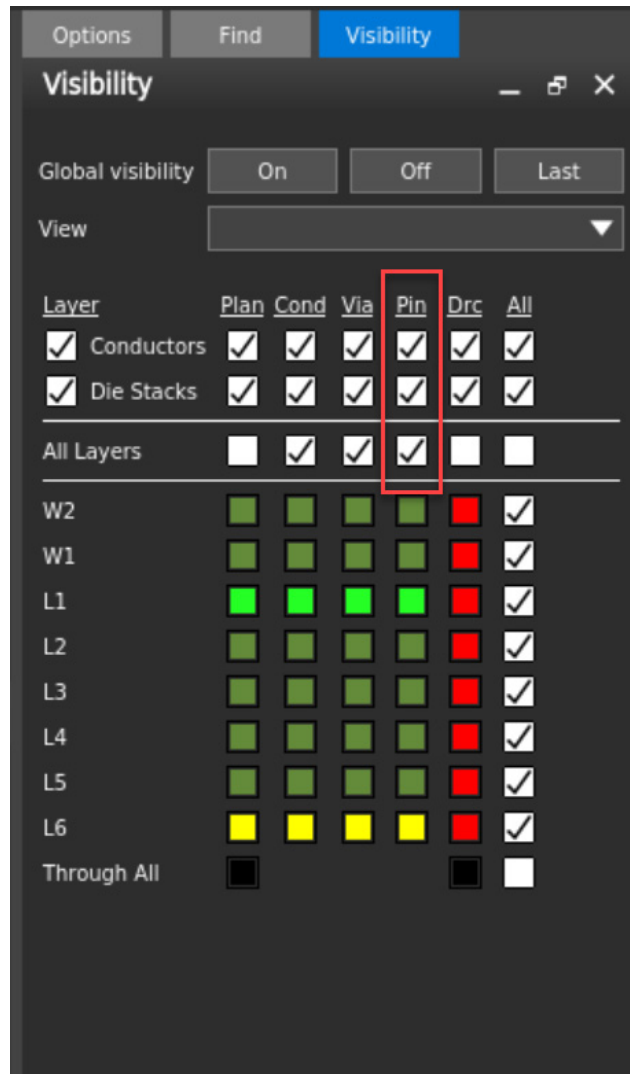 Options Find Visibility
Visibility
Global visibility On Off Last
View
Layer Plan Cond Via Pin Drc All
Conductors
Die Stacks
All Layers
W2
W1
L1
L2
L3
L4
L5
L6
Through All